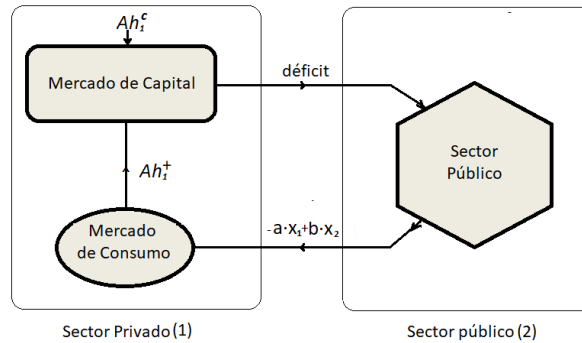 Ah₁ᶜ
Mercado de Capital
déficit
Sector
Público
Ah₁⁺
Mercado
de Consumo
-a·x₁+b·x₂
Sector Privado (1)
Sector público (2)